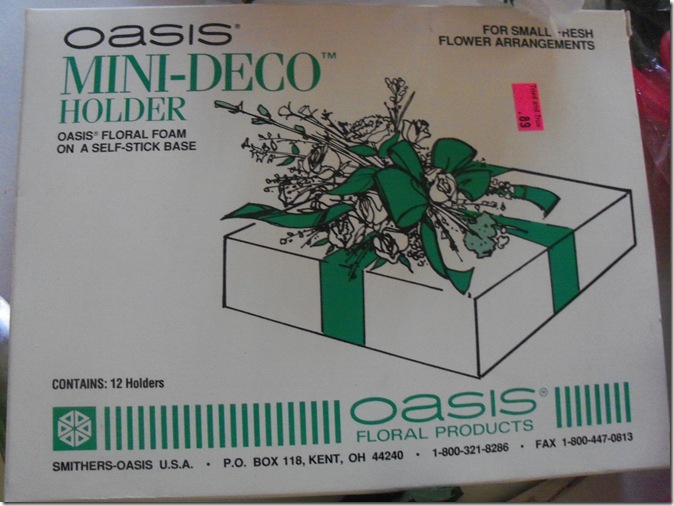 OASIS®
MINI-DECO™
HOLDER
OASIS® FLORAL FOAM
ON A SELF-STICK BASE
FOR SMALL FRESH
FLOWER ARRANGEMENTS
.89
CONTAINS: 12 Holders
OASIS®
FLORAL PRODUCTS
SMITHERS-OASIS U.S.A. • P.O. BOX 118, KENT, OH 44240 • 1-800-321-8286 • FAX 1-800-447-0813